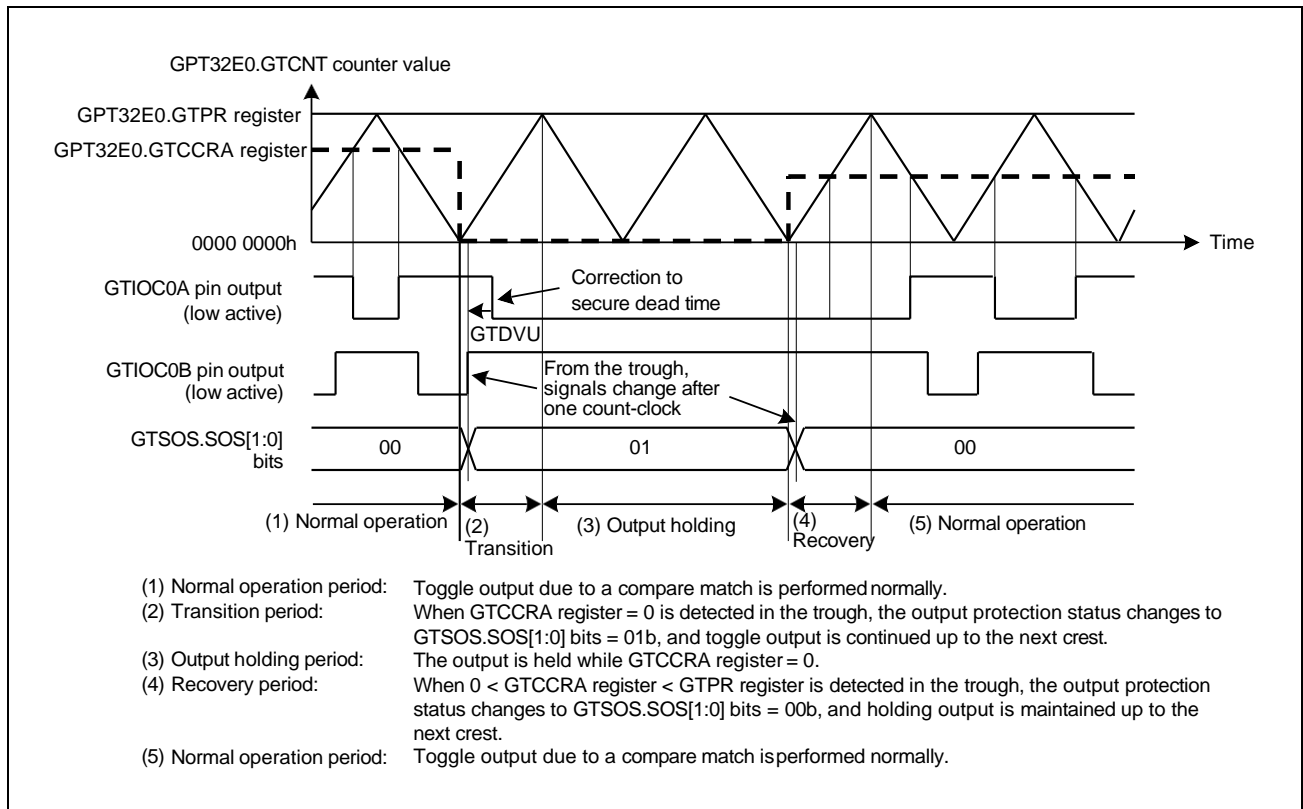 GPT32E0.GTCNT counter value
GPT32E0.GTPR register
GPT32E0.GTCCRA register
0000 0000h
Time
GTIOC0A pin output
(low active)
Correction to
secure dead time
GTDVU
GTIOC0B pin output
(low active)
From the trough,
signals change after
one count-clock
GTSOS.SOS[1:0]
bits
00
01
00
(1) Normal operation
(2)
Transition
(3) Output holding
(4)
Recovery
(5) Normal operation
(1) Normal operation period: Toggle output due to a compare match is performed normally.
(2) Transition period: When GTCCRA register = 0 is detected in the trough, the output protection status changes to
GTSOS.SOS[1:0] bits = 01b, and toggle output is continued up to the next crest.
(3) Output holding period: The output is held while GTCCRA register = 0.
(4) Recovery period: When 0 < GTCCRA register < GTPR register is detected in the trough, the output protection
status changes to GTSOS.SOS[1:0] bits = 00b, and holding output is maintained up to the
next crest.
(5) Normal operation period: Toggle output due to a compare match is performed normally.